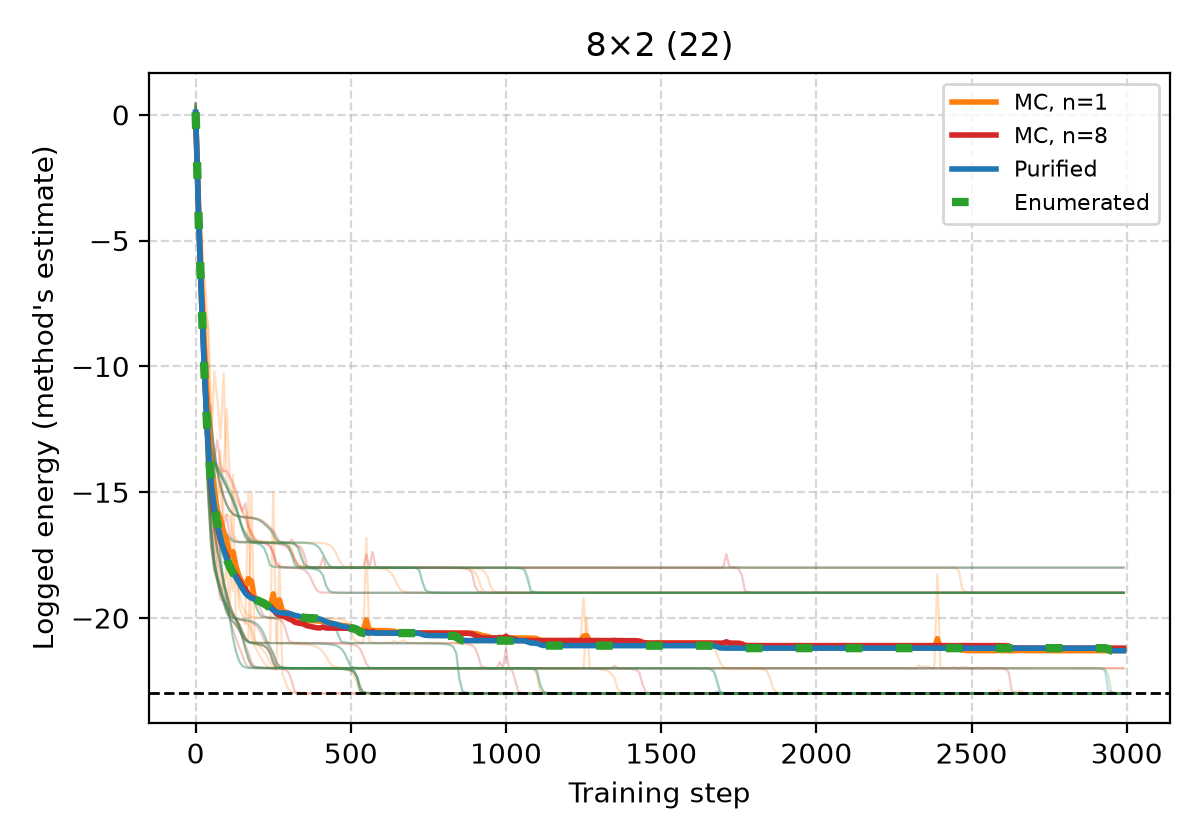 8×2 (22)
MC, n=1
MC, n=8
Purified
Enumerated
Logged energy (method's estimate)
0
−5
−10
−15
−20
0
500
1000
1500
2000
2500
3000
Training step